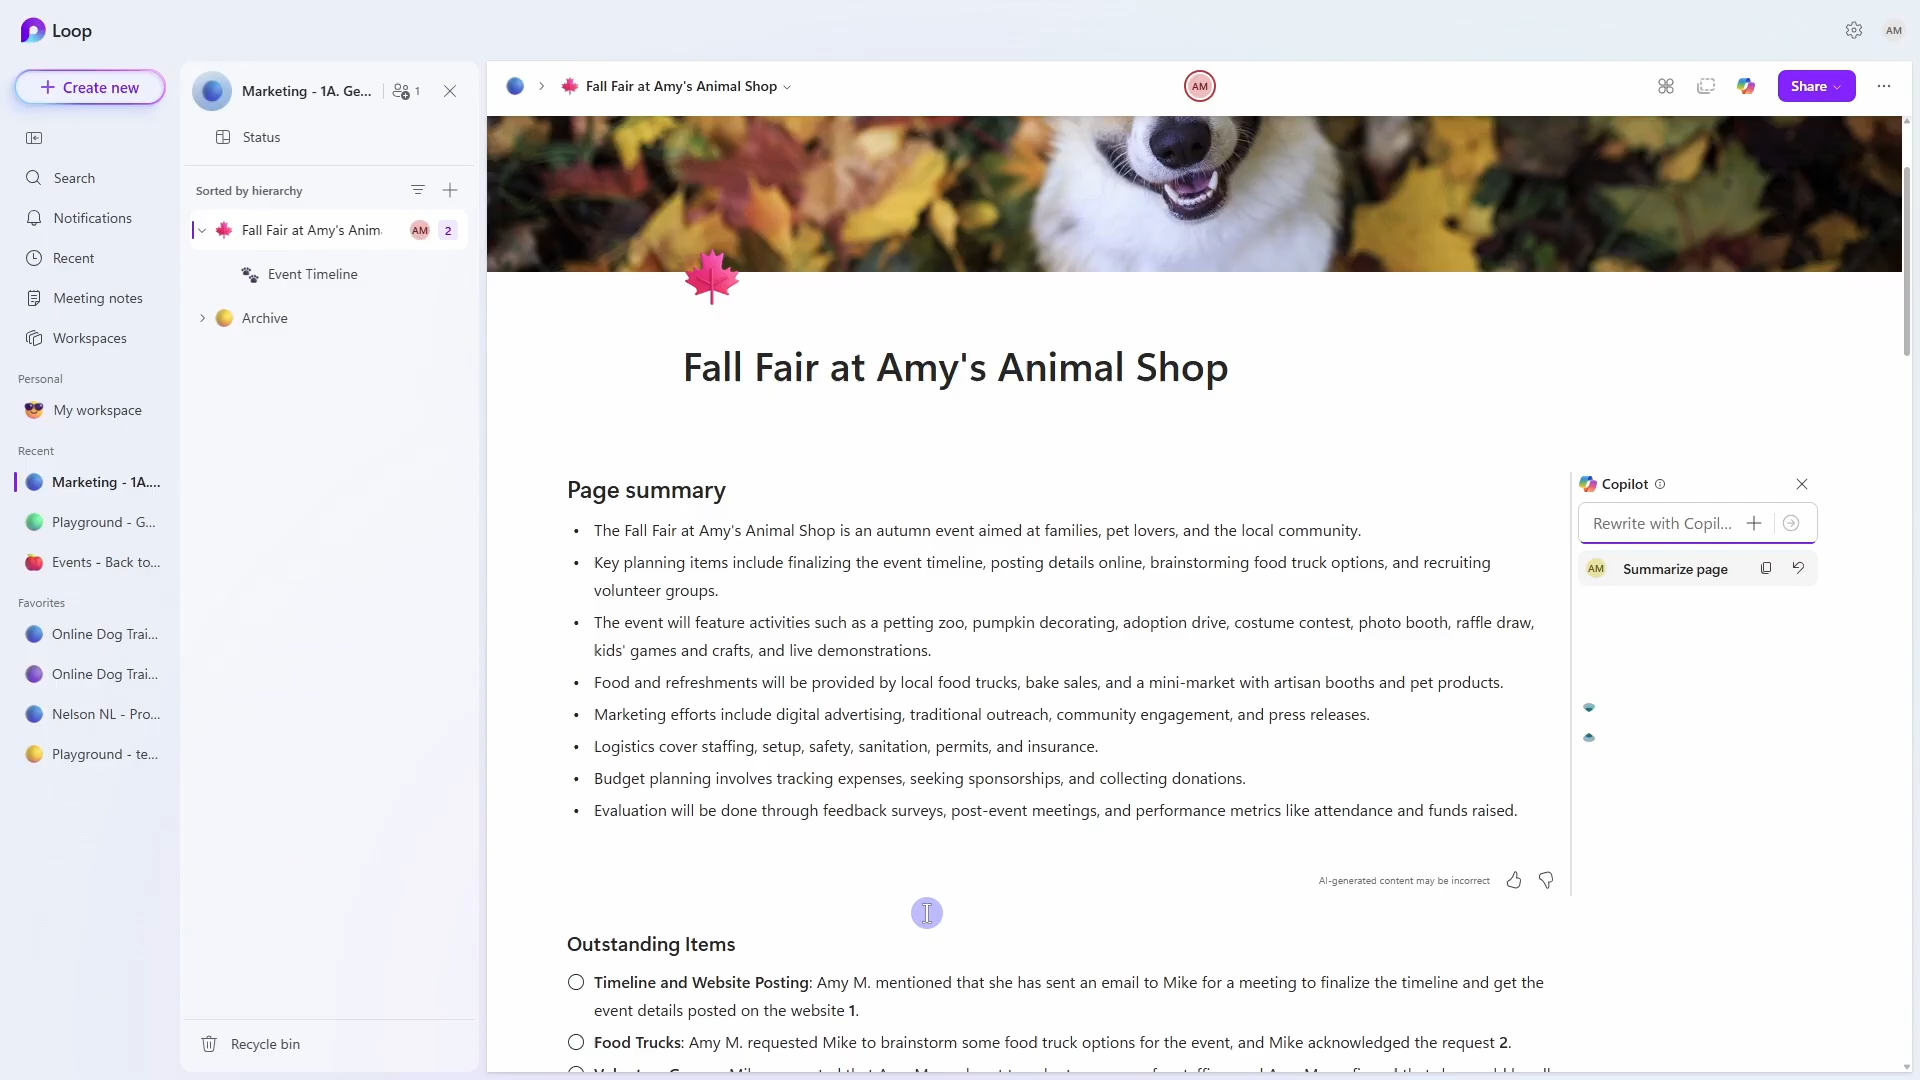 Loop
AM
Create new
Marketing - 1A. Ge...
1
Fall Fair at Amy's Animal Shop
AM
Share
Status
Search
Sorted by hierarchy
Notifications
Fall Fair at Amy's Anim
AM
2
Recent
Event Timeline
Meeting notes
Archive
Workspaces
Personal
My workspace
Recent
Marketing - 1A....
Playground - G...
Events - Back to...
Favorites
Online Dog Trai...
Online Dog Trai...
Nelson NL - Pro...
Playground - te...
Recycle bin
Fall Fair at Amy's Animal Shop
Page summary
• The Fall Fair at Amy's Animal Shop is an autumn event aimed at families, pet lovers, and the local community.
• Key planning items include finalizing the event timeline, posting details online, brainstorming food truck options, and recruiting
volunteer groups.
• The event will feature activities such as a petting zoo, pumpkin decorating, adoption drive, costume contest, photo booth, raffle draw,
kids' games and crafts, and live demonstrations.
• Food and refreshments will be provided by local food trucks, bake sales, and a mini-market with artisan booths and pet products.
• Marketing efforts include digital advertising, traditional outreach, community engagement, and press releases.
• Logistics cover staffing, setup, safety, sanitation, permits, and insurance.
• Budget planning involves tracking expenses, seeking sponsorships, and collecting donations.
• Evaluation will be done through feedback surveys, post-event meetings, and performance metrics like attendance and funds raised.
AI-generated content may be incorrect
Copilot
Rewrite with Copil...
AM
Summarize page
Outstanding Items
Timeline and Website Posting: Amy M. mentioned that she has sent an email to Mike for a meeting to finalize the timeline and get the
event details posted on the website 1.
Food Trucks: Amy M. requested Mike to brainstorm some food truck options for the event, and Mike acknowledged the request 2.